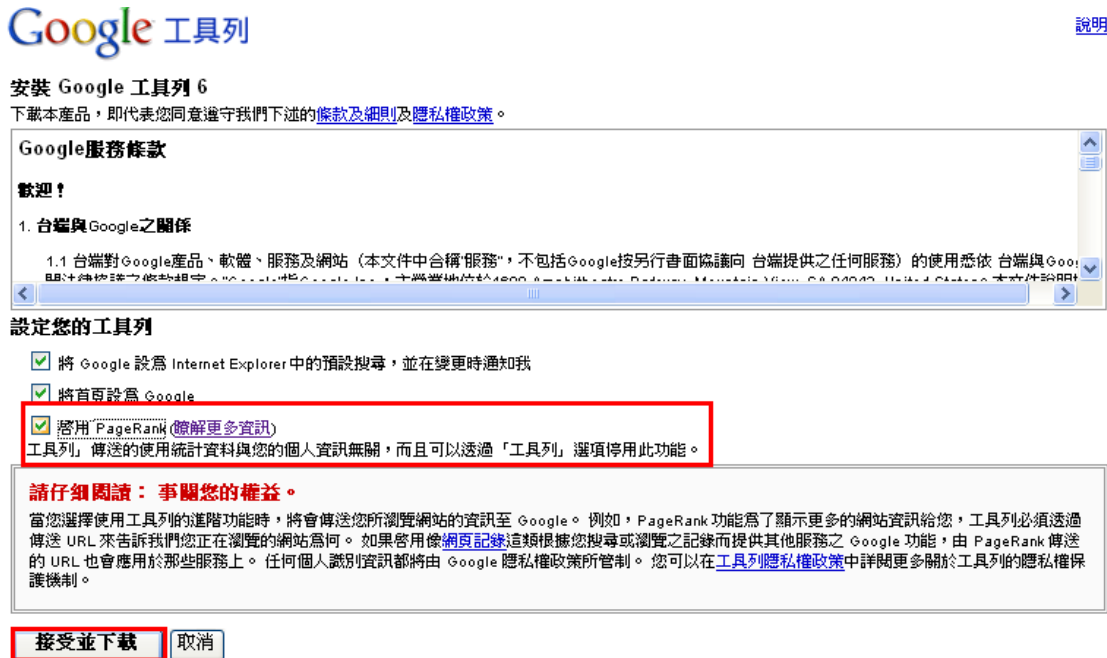 Google 工具列
說明
安裝 Google 工具列 6
下載本產品，即代表您同意遵守我們下述的條款及細則及隱私權政策。
Google服務條款
歡迎！
1. 台端與Google之關係
1.1 台端對Google產品、軟體、服務及網站（本文件中合稱"服務"，不包括Google按另行書面協議向 台端提供之任何服務）的使用悉依 台端與Goog
設定您的工具列
將 Google 設為 Internet Explorer 中的預設搜尋，並在變更時通知我
將首頁設為 Google
啓用 PageRank (瞭解更多資訊)
工具列」傳送的使用統計資料與您的個人資訊無關，而且可以透過「工具列」選項停用此功能。
請仔細閱讀： 事關您的權益。
當您選擇使用工具列的進階功能時，將會傳送您所瀏覽網站的資訊至 Google。 例如，PageRank 功能為了顯示更多的網站資訊給您，工具列必須透過
傳送 URL 來告訴我們您正在瀏覽的網站為何。 如果啓用像網頁記錄這類根據您搜尋或瀏覽之記錄而提供其他服務之 Google 功能，由 PageRank 傳送
的 URL 也會應用於那些服務上。 任何個人識別資訊都將由 Google 隱私權政策所管制。 您可以在工具列隱私權政策中詳閱更多關於工具列的隱私權保
護機制。
接受並下載
取消